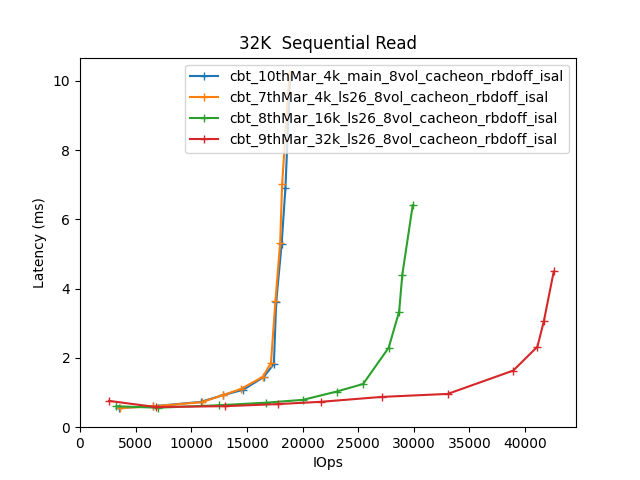 32K  Sequential Read
cbt_10thMar_4k_main_8vol_cacheon_rbdoff_isal
cbt_7thMar_4k_ls26_8vol_cacheon_rbdoff_isal
cbt_8thMar_16k_ls26_8vol_cacheon_rbdoff_isal
cbt_9thMar_32k_ls26_8vol_cacheon_rbdoff_isal
Latency (ms)
10
8
6
4
2
0
0 5000 10000 15000 20000 25000 30000 35000 40000
IOps